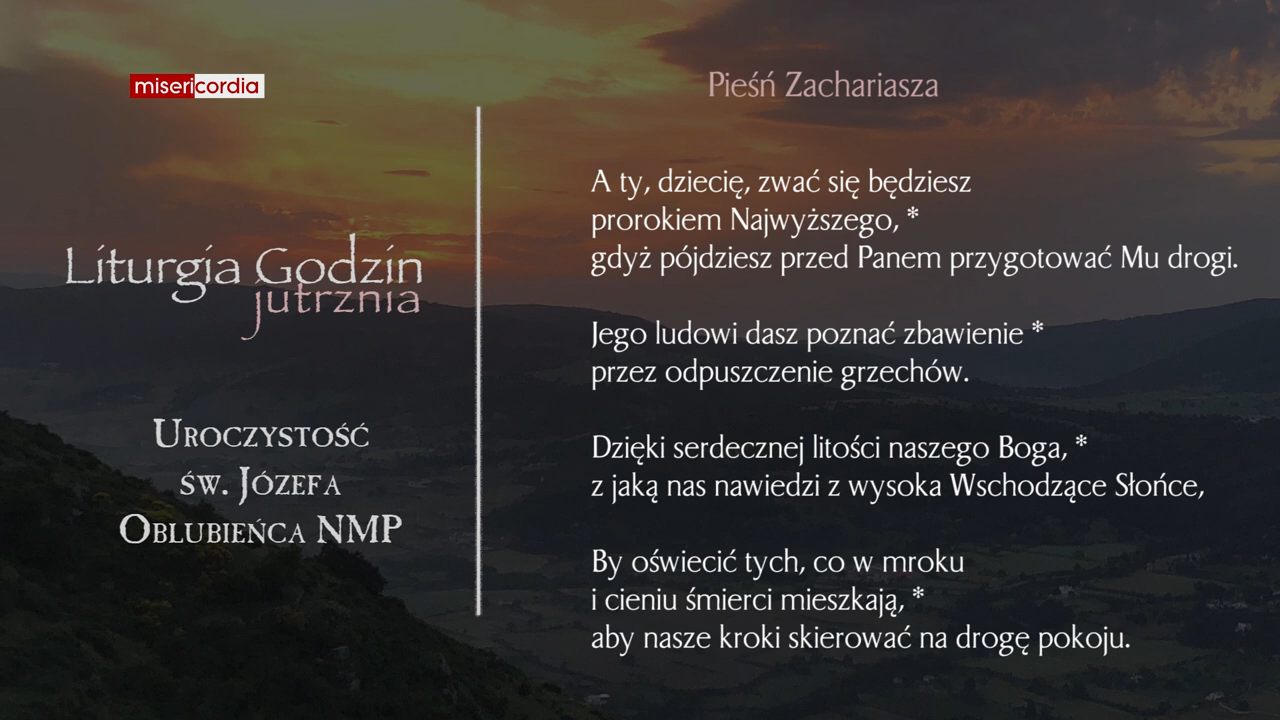 misericordia
Liturgia Godzin
jutrznia
Uroczystość
św. Józefa
Oblubieńca NMP
Pieśń Zachariasza
A ty, dziecię, zwać się będziesz
prorokiem Najwyższego, *
gdyż pójdziesz przed Panem przygotować Mu drogi.
Jego ludowi dasz poznać zbawienie *
przez odpuszczenie grzechów.
Dzięki serdecznej litości naszego Boga, *
z jaką nas nawiedzi z wysoka Wschodzące Słońce,
By oświecić tych, co w mroku
i cieniu śmierci mieszkają, *
aby nasze kroki skierować na drogę pokoju.